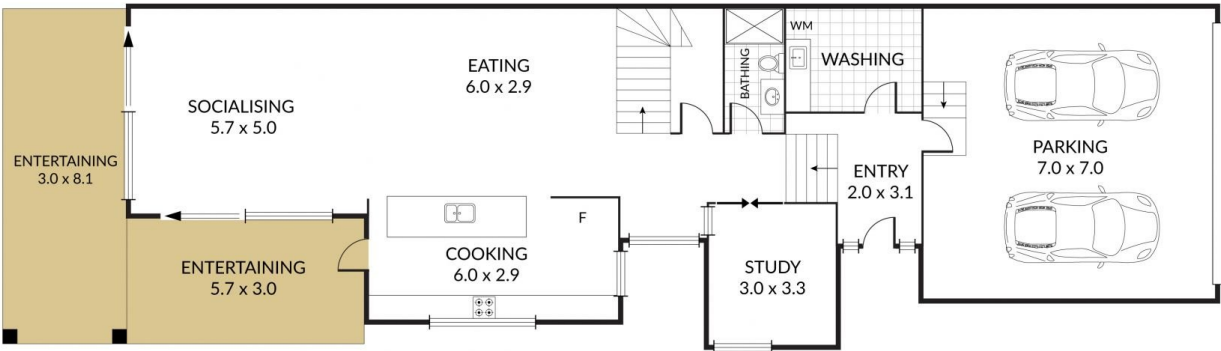 ENTERTAINING
3.0 x 8.1
SOCIALISING
5.7 x 5.0
EATING
6.0 x 2.9
BATHING
WM
WASHING
ENTRY
2.0 x 3.1
PARKING
7.0 x 7.0
ENTERTAINING
5.7 x 3.0
F
COOKING
6.0 x 2.9
STUDY
3.0 x 3.3